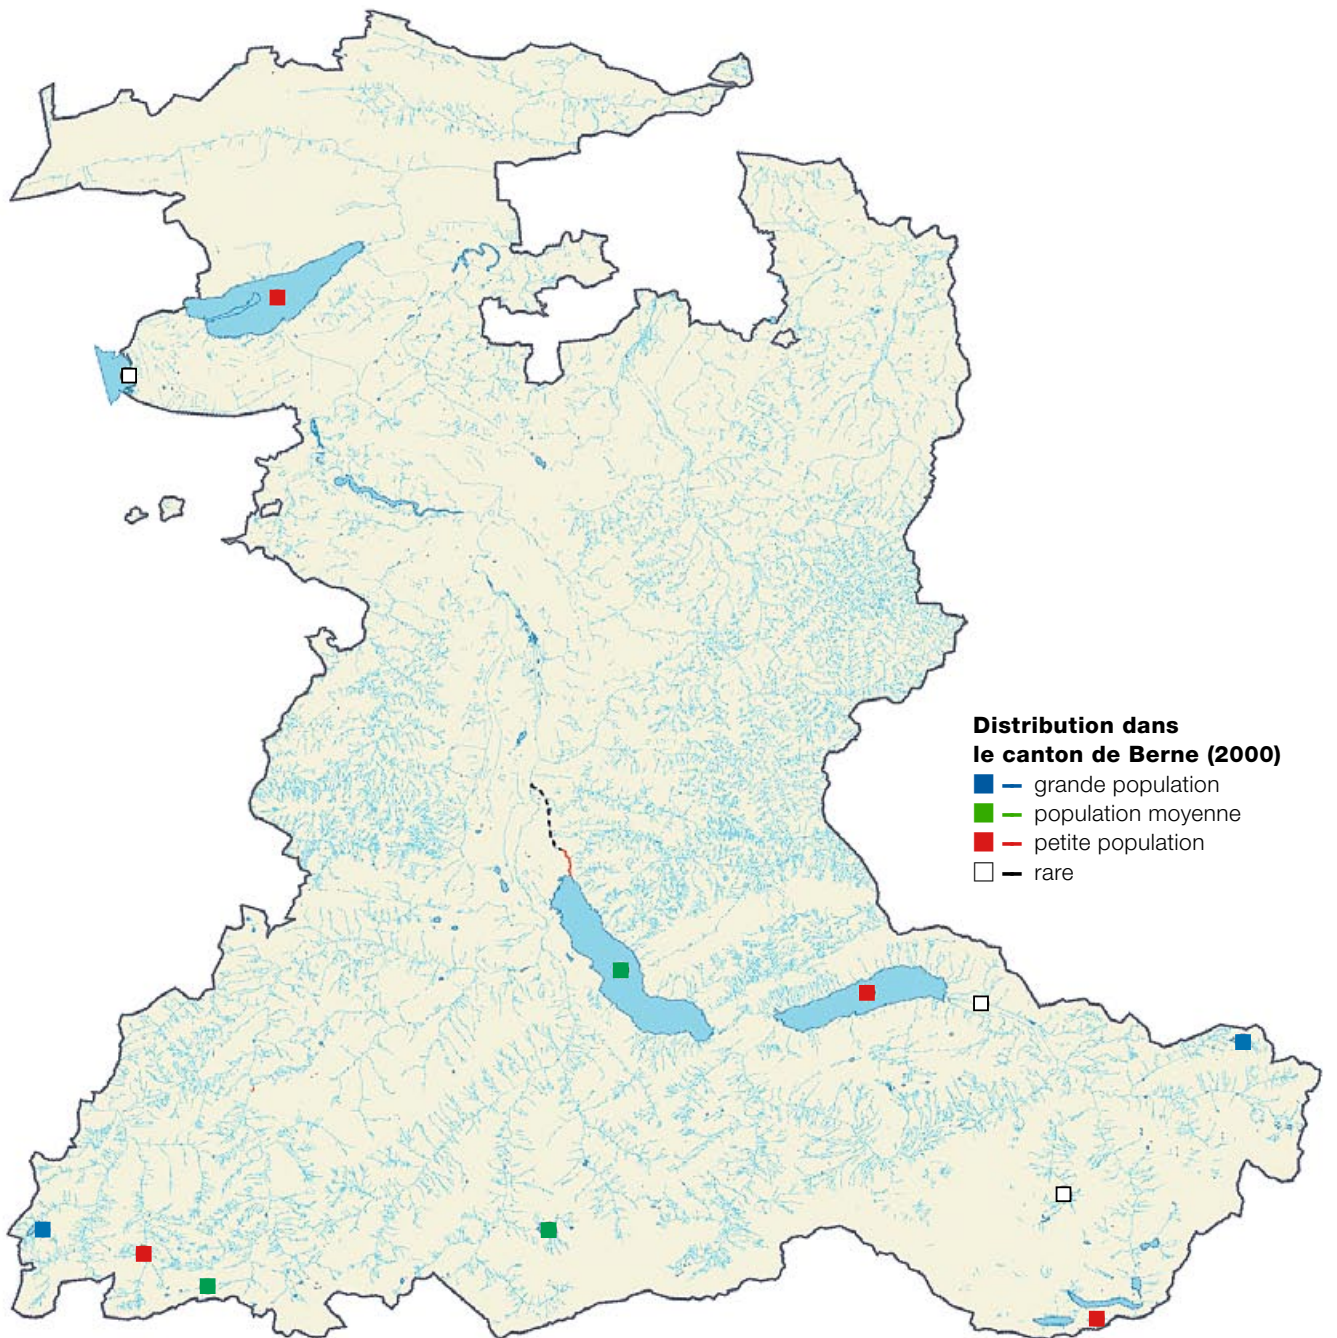 Distribution dans
le canton de Berne (2000)
grande population
population moyenne
petite population
rare